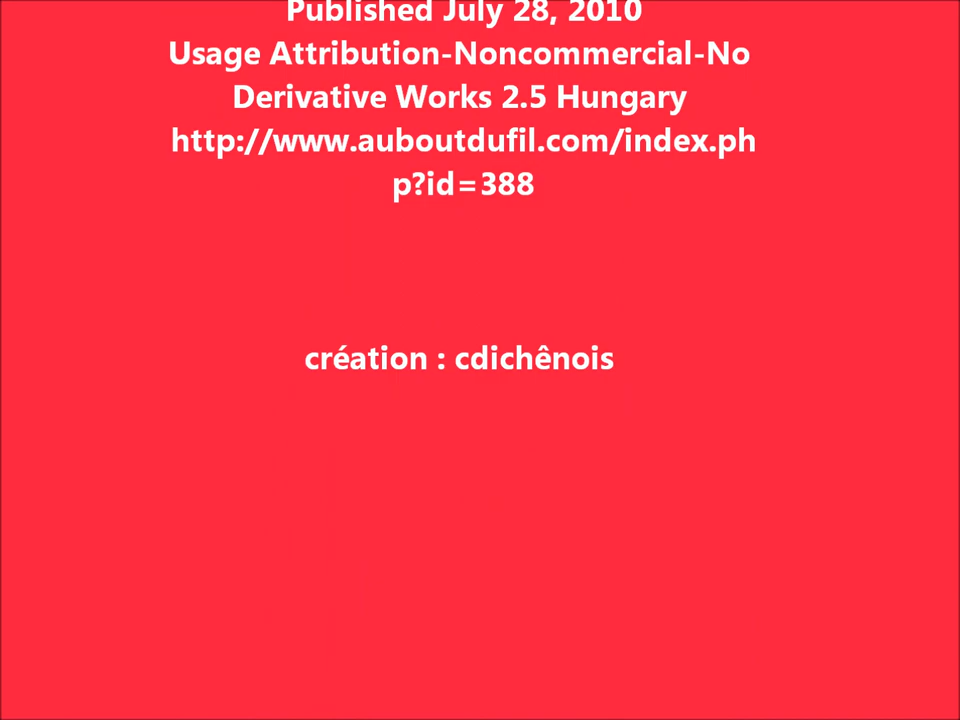 Published July 28, 2010
Usage Attribution-Noncommercial-No
Derivative Works 2.5 Hungary
http://www.auboutdufil.com/index.ph
p?id=388
création : cdichênois